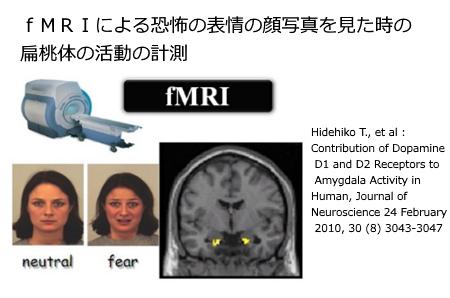 ｆＭＲＩによる恐怖の表情の顔写真を見た時の
扁桃体の活動の計測
fMRI
Hidehiko T., et al :
Contribution of Dopamine
D1 and D2 Receptors to
Amygdala Activity in
Human, Journal of
Neuroscience 24 February
2010, 30 (8) 3043-3047
neutral
fear